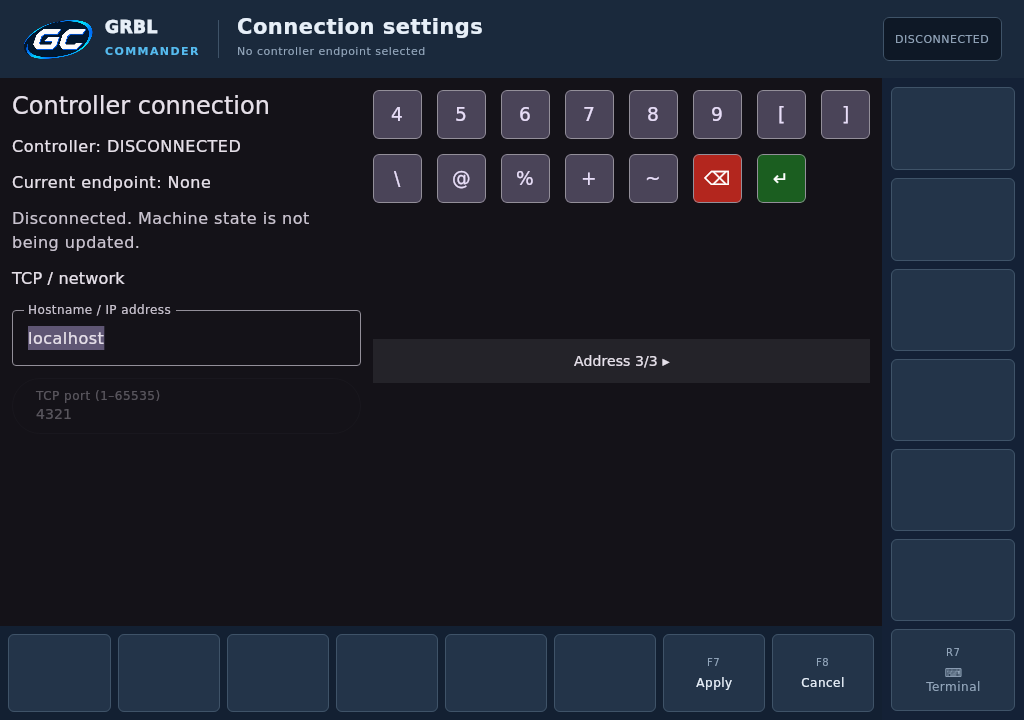 GC
GRBL
COMMANDER
Connection settings
No controller endpoint selected
DISCONNECTED
Controller connection
Controller: DISCONNECTED
Current endpoint: None
Disconnected. Machine state is not
being updated.
TCP / network
Hostname / IP address
localhost
TCP port (1–65535)
4321
4 5 6 7 8 9 [ ]
\ @ % + ~ ⌫ ↵
Address 3/3 ▸
F7
Apply
F8
Cancel
R7
⌨
Terminal